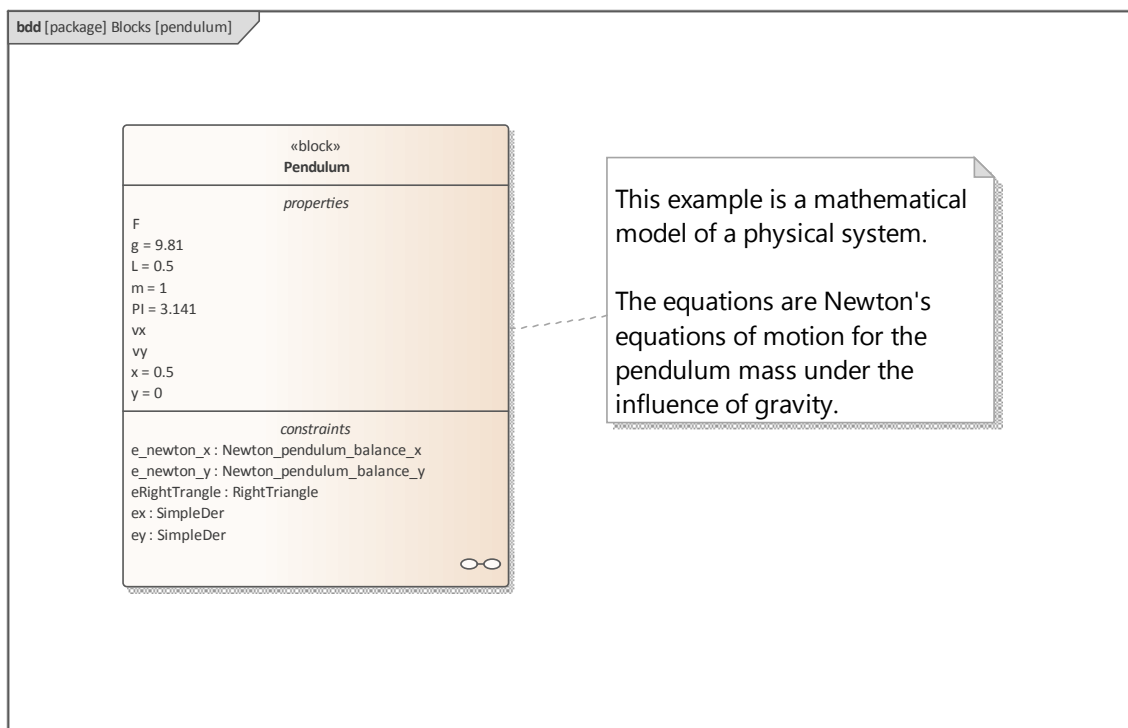 bdd [package] Blocks [pendulum]
«block»
Pendulum
properties
F
g = 9.81
L = 0.5
m = 1
PI = 3.141
vx
vy
x = 0.5
y = 0
constraints
e_newton_x : Newton_pendulum_balance_x
e_newton_y : Newton_pendulum_balance_y
eRightTrangle : RightTriangle
ex : SimpleDer
ey : SimpleDer
This example is a mathematical
model of a physical system.
The equations are Newton's
equations of motion for the
pendulum mass under the
influence of gravity.